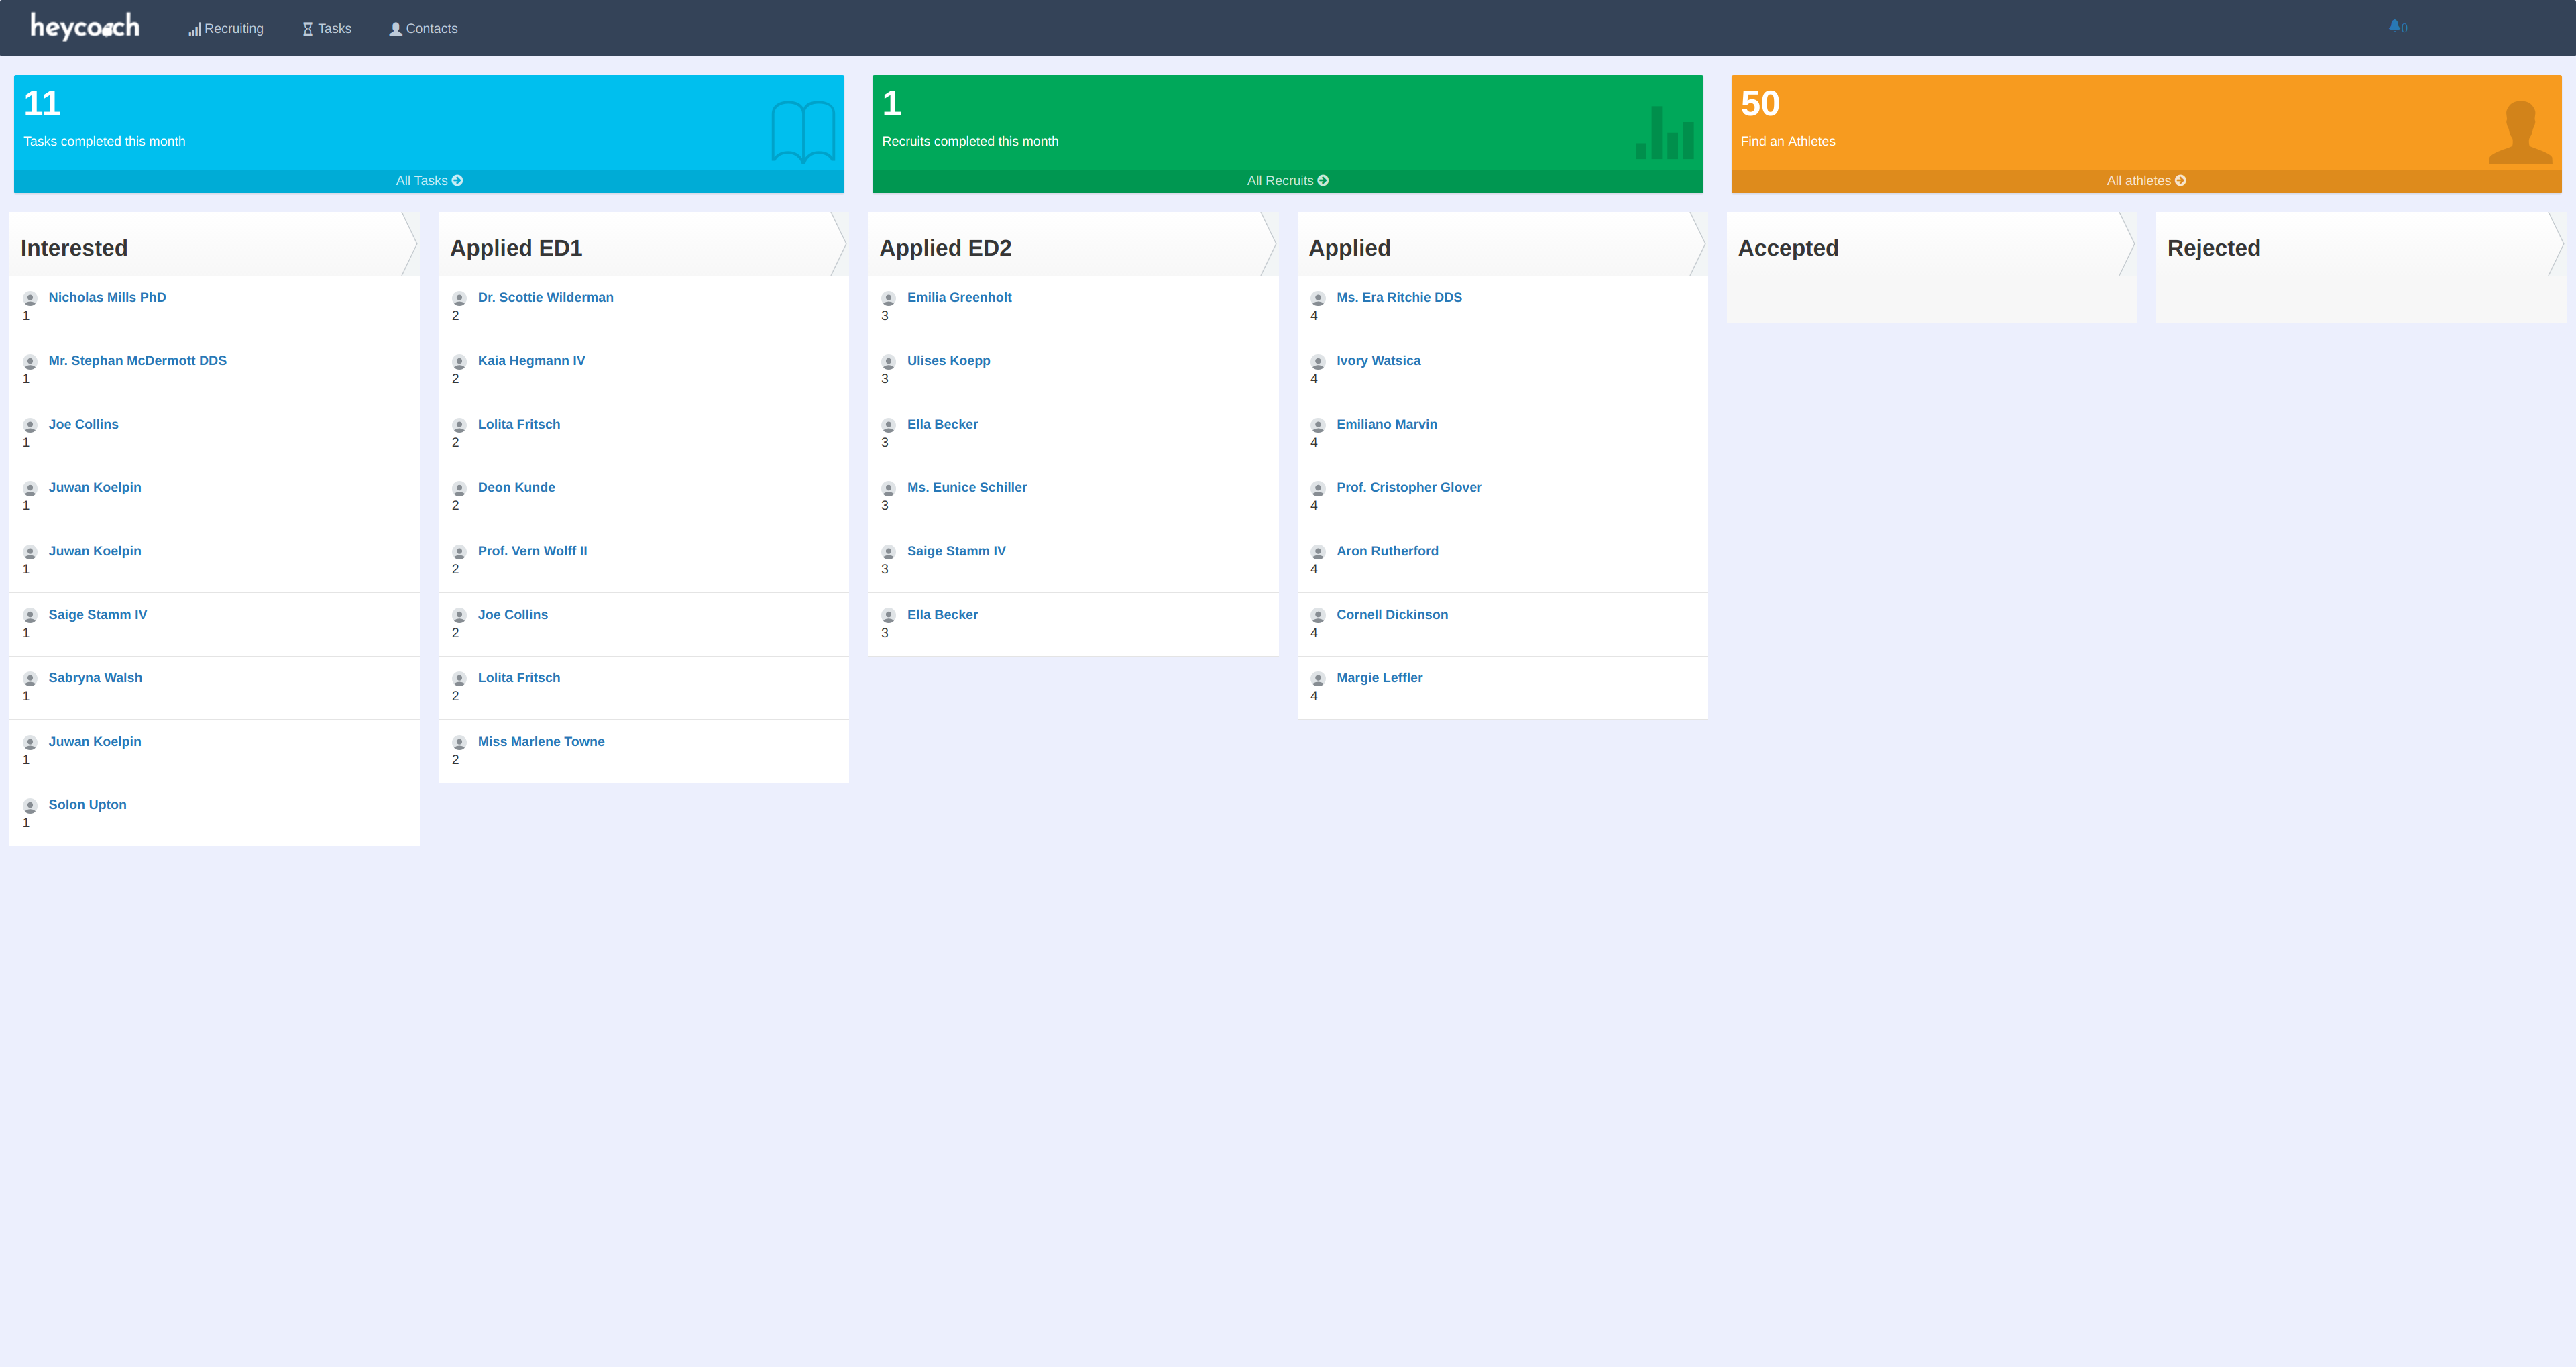 heycoach Recruiting Tasks Contacts 0
11
Tasks completed this month
All Tasks
1
Recruits completed this month
All Recruits
50
Find an Athletes
All athletes
Interested
Nicholas Mills PhD
1
Mr. Stephan McDermott DDS
1
Joe Collins
1
Juwan Koelpin
1
Juwan Koelpin
1
Saige Stamm IV
1
Sabryna Walsh
1
Juwan Koelpin
1
Solon Upton
1
Applied ED1
Dr. Scottie Wilderman
2
Kaia Hegmann IV
2
Lolita Fritsch
2
Deon Kunde
2
Prof. Vern Wolff II
2
Joe Collins
2
Lolita Fritsch
2
Miss Marlene Towne
2
Applied ED2
Emilia Greenholt
3
Ulises Koepp
3
Ella Becker
3
Ms. Eunice Schiller
3
Saige Stamm IV
3
Ella Becker
3
Applied
Ms. Era Ritchie DDS
4
Ivory Watsica
4
Emiliano Marvin
4
Prof. Cristopher Glover
4
Aron Rutherford
4
Cornell Dickinson
4
Margie Leffler
4
Accepted
Rejected